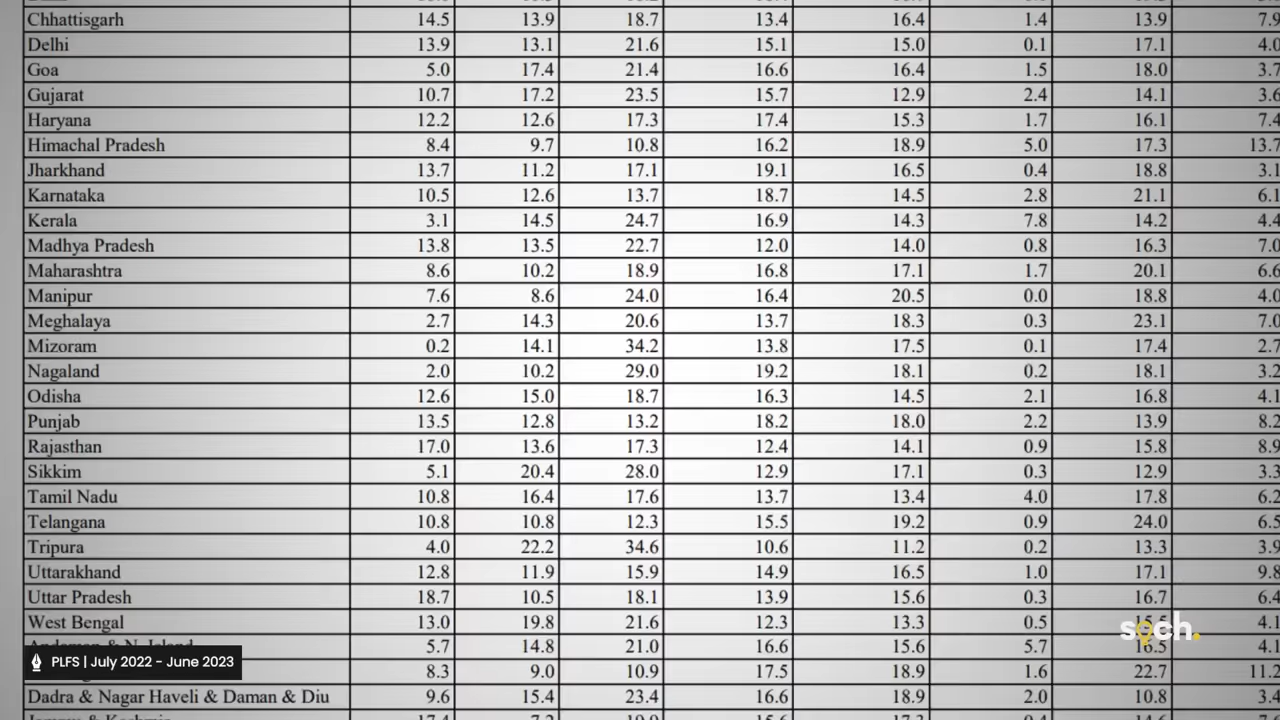 Chhattisgarh 14.5 13.9 18.7 13.4 16.4 1.4 13.9 7.9
Delhi 13.9 13.1 21.6 15.1 15.0 0.1 17.1 4.0
Goa 5.0 17.4 21.4 16.6 16.4 1.5 18.0 3.7
Gujarat 10.7 17.2 23.5 15.7 12.9 2.4 14.1 3.6
Haryana 12.2 12.6 17.3 17.4 15.3 1.7 16.1 7.4
Himachal Pradesh 8.4 9.7 10.8 16.2 18.9 5.0 17.3 13.7
Jharkhand 13.7 11.2 17.1 19.1 16.5 0.4 18.8 3.1
Karnataka 10.5 12.6 13.7 18.7 14.5 2.8 21.1 6.1
Kerala 3.1 14.5 24.7 16.9 14.3 7.8 14.2 4.4
Madhya Pradesh 13.8 13.5 22.7 12.0 14.0 0.8 16.3 7.0
Maharashtra 8.6 10.2 18.9 16.8 17.1 1.7 20.1 6.6
Manipur 7.6 8.6 24.0 16.4 20.5 0.0 18.8 4.0
Meghalaya 2.7 14.3 20.6 13.7 18.3 0.3 23.1 7.0
Mizoram 0.2 14.1 34.2 13.8 17.5 0.1 17.4 2.7
Nagaland 2.0 10.2 29.0 19.2 18.1 0.2 18.1 3.2
Odisha 12.6 15.0 18.7 16.3 14.5 2.1 16.8 4.1
Punjab 13.5 12.8 13.2 18.2 18.0 2.2 13.9 8.2
Rajasthan 17.0 13.6 17.3 12.4 14.1 0.9 15.8 8.9
Sikkim 5.1 20.4 28.0 12.9 17.1 0.3 12.9 3.3
Tamil Nadu 10.8 16.4 17.6 13.7 13.4 4.0 17.8 6.2
Telangana 10.8 10.8 12.3 15.5 19.2 0.9 24.0 6.5
Tripura 4.0 22.2 34.6 10.6 11.2 0.2 13.3 3.9
Uttarakhand 12.8 11.9 15.9 14.9 16.5 1.0 17.1 9.8
Uttar Pradesh 18.7 10.5 18.1 13.9 15.6 0.3 16.7 6.4
West Bengal 13.0 19.8 21.6 12.3 13.3 0.5 4.1
soch.
5.7 14.8 21.0 16.6 15.6 5.7 16.5 4.1
PLFS | July 2022 - June 2023
8.3 9.0 10.9 17.5 18.9 1.6 22.7 11.2
Dadra & Nagar Haveli & Daman & Diu 9.6 15.4 23.4 16.6 18.9 2.0 10.8 3.4